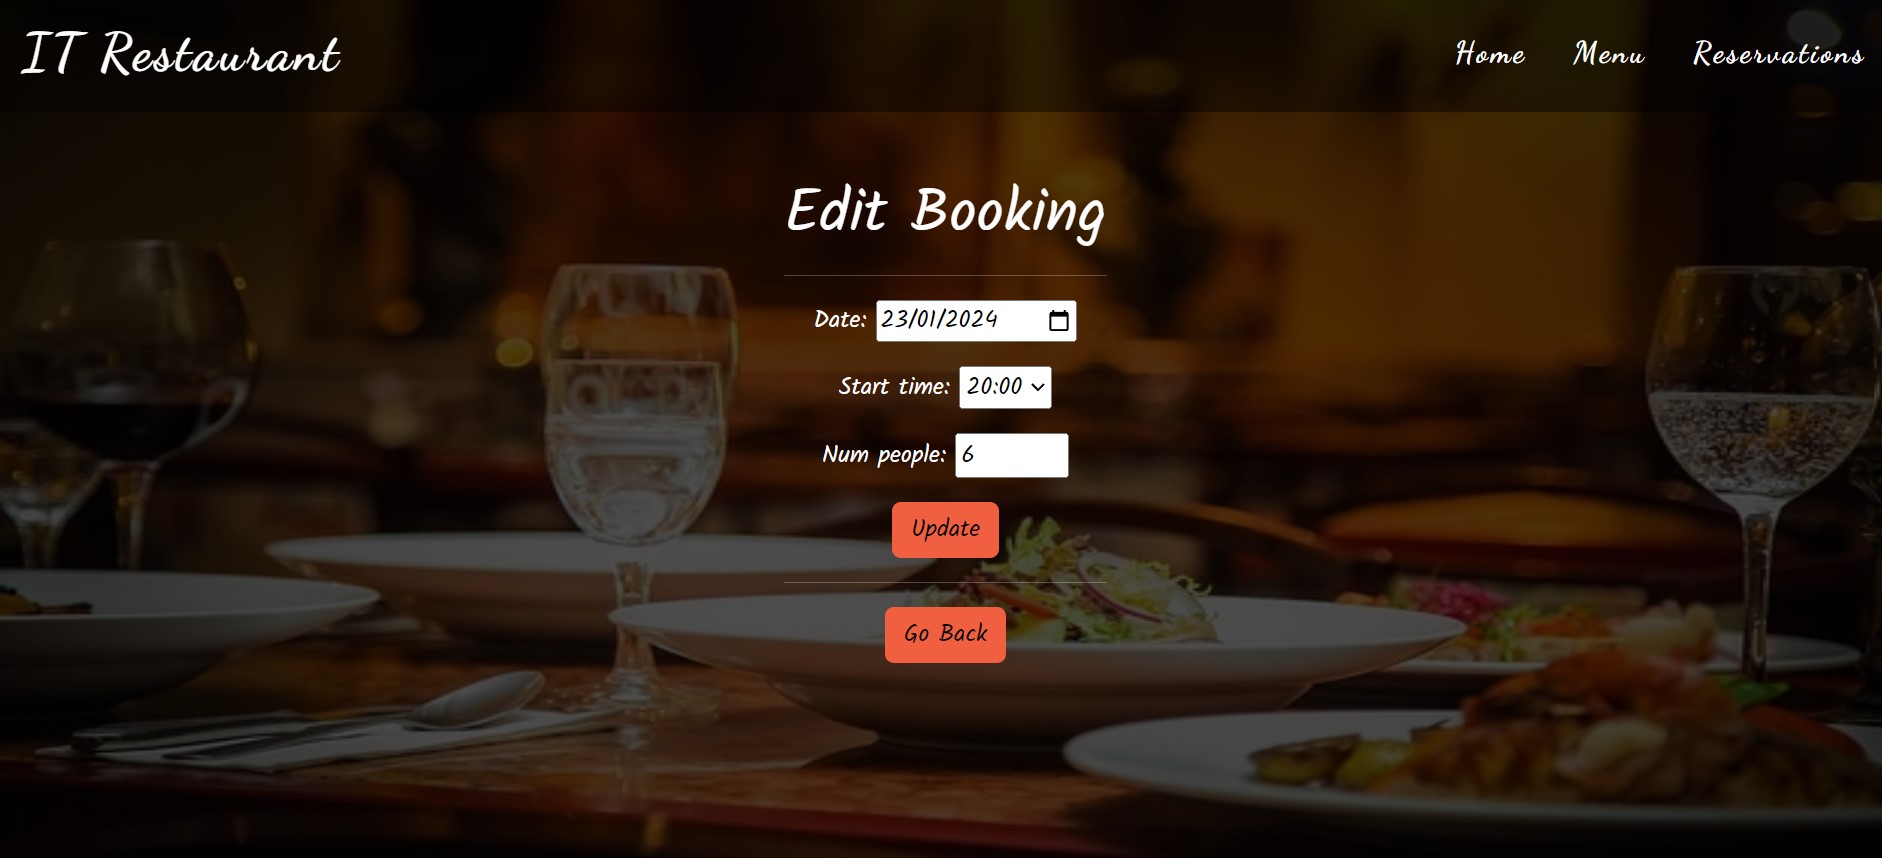 IT Restaurant
Home Menu Reservations
Edit Booking
Date: 23/01/2024
Start time: 20:00
Num people: 6
Update
Go Back